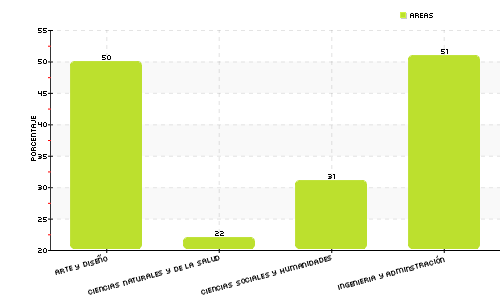 AREAS
PORCENTAJE
55
50
45
40
35
30
25
20
50
22
31
51
ARTE Y DISEÑO
CIENCIAS NATURALES Y DE LA SALUD
CIENCIAS SOCIALES Y HUMANIDADES
INGENIERIA Y ADMINSTRACIÓN